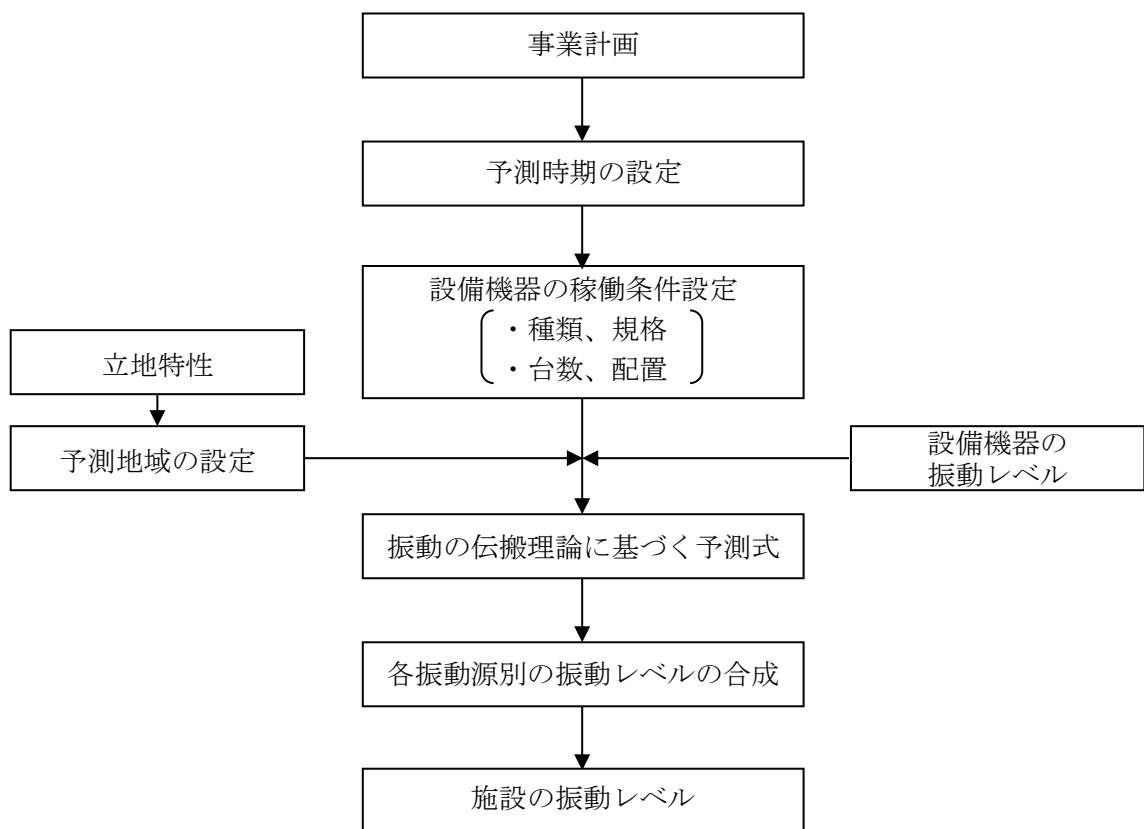 事業計画
予測時期の設定
設備機器の稼働条件設定
・種類、規格
・台数、配置
立地特性
予測地域の設定
設備機器の
振動レベル
振動の伝搬理論に基づく予測式
各振動源別の振動レベルの合成
施設の振動レベル